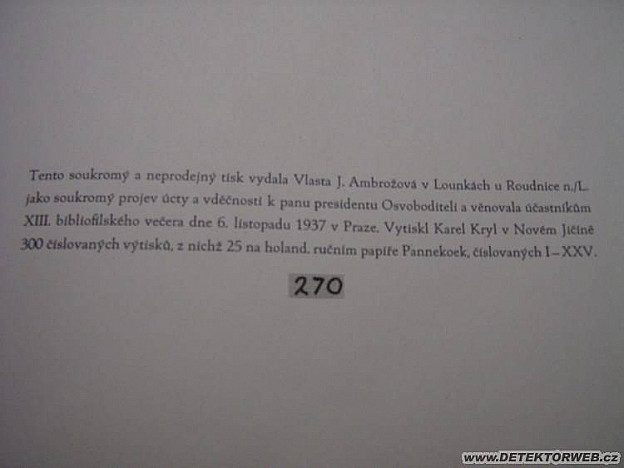 Tento soukromý a neprodejný tisk vydala Vlasta J. Ambrožová v Lounkách u Roudnice n./L.
jako soukromý projev úcty a vděčnosti k panu presidentu Osvoboditeli a věnovala účastníkům
XIII. bibliofilského večera dne 6. listopadu 1937 v Praze. Vytiskl Karel Kryl v Novém Jičíně
300 číslovaných výtisků, z nichž 25 na holand. ručním papíře Pannekoek, číslovaných I–XXV.
270
www.DETEKTORWEB.cz